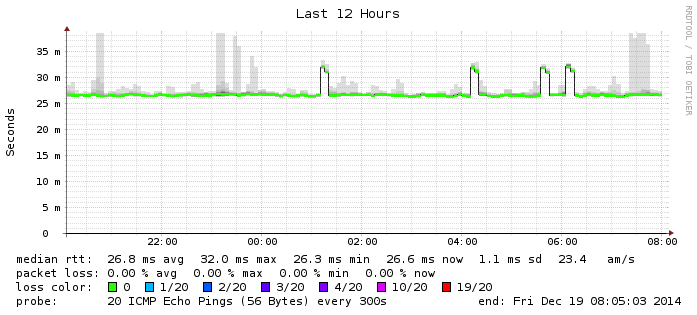 Last 12 Hours
RRDTOOL / TOBI OETIKER
Seconds
35 m
30 m
25 m
20 m
15 m
10 m
5 m
0
22:00 00:00 02:00 04:00 06:00 08:00
median rtt: 26.8 ms avg 32.0 ms max 26.3 ms min 26.6 ms now 1.1 ms sd 23.4 am/s
packet loss: 0.00 % avg 0.00 % max 0.00 % min 0.00 % now
loss color: 0 1/20 2/20 3/20 4/20 10/20 19/20
probe: 20 ICMP Echo Pings (56 Bytes) every 300s end: Fri Dec 19 08:05:03 2014